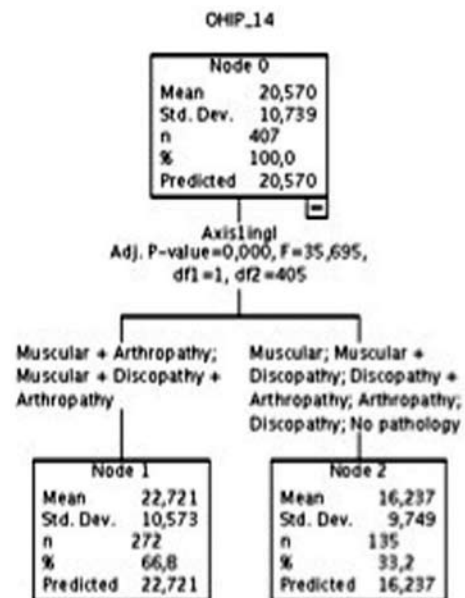 OHIP_14
Node 0
Mean 20,570
Std. Dev. 10,739
n 407
% 100,0
Predicted 20,570
Axis1ingl
Adj. P-value=0,000, F=35,695,
df1=1, df2=405
Muscular + Arthropathy;
Muscular + Discopathy +
Arthropathy
Muscular; Muscular +
Discopathy; Discopathy +
Arthropathy; Arthropathy;
Discopathy; No pathology
Node 1
Mean 22,721
Std. Dev. 10,573
n 272
% 66,8
Predicted 22,721
Node 2
Mean 16,237
Std. Dev. 9,749
n 135
% 33,2
Predicted 16,237